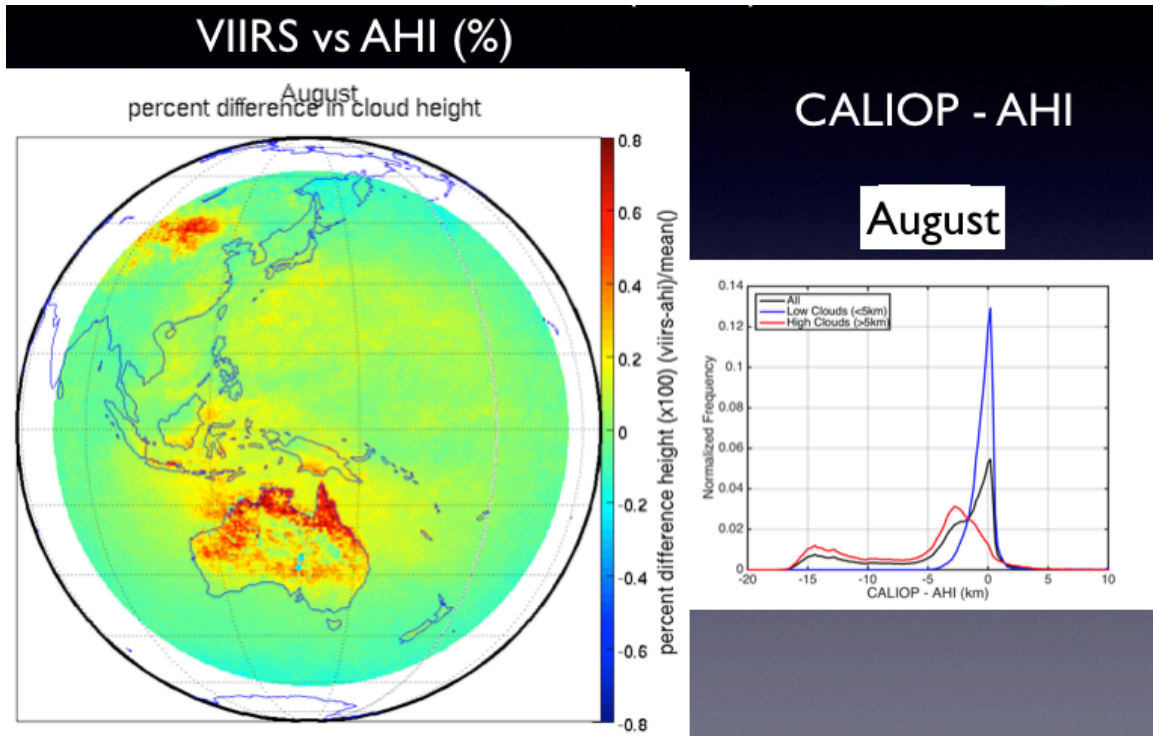 VIIRS vs AHI (%)
August
percent difference in cloud height
0.8
0.6
0.4
0.2
0
-0.2
-0.4
-0.6
-0.8
percent difference height (x100) (viirs-ahi)/mean()
CALIOP - AHI
August
0.14
0.12
0.1
0.08
0.06
0.04
0.02
0
Normalized Frequency
All
Low Clouds (<5km)
High Clouds (>5km)
-20
-15
-10
-5
0
5
10
CALIOP - AHI (km)